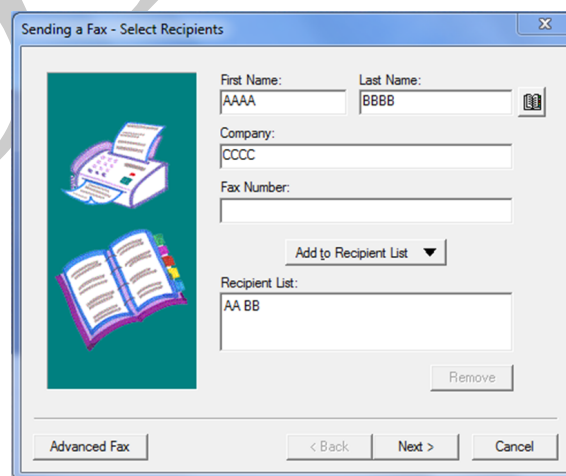 Sending a Fax - Select Recipients
First Name: Last Name:
AAAA BBBB
Company:
CCCC
Fax Number:
Add to Recipient List
Recipient List:
AA BB
Remove
Advanced Fax < Back Next > Cancel